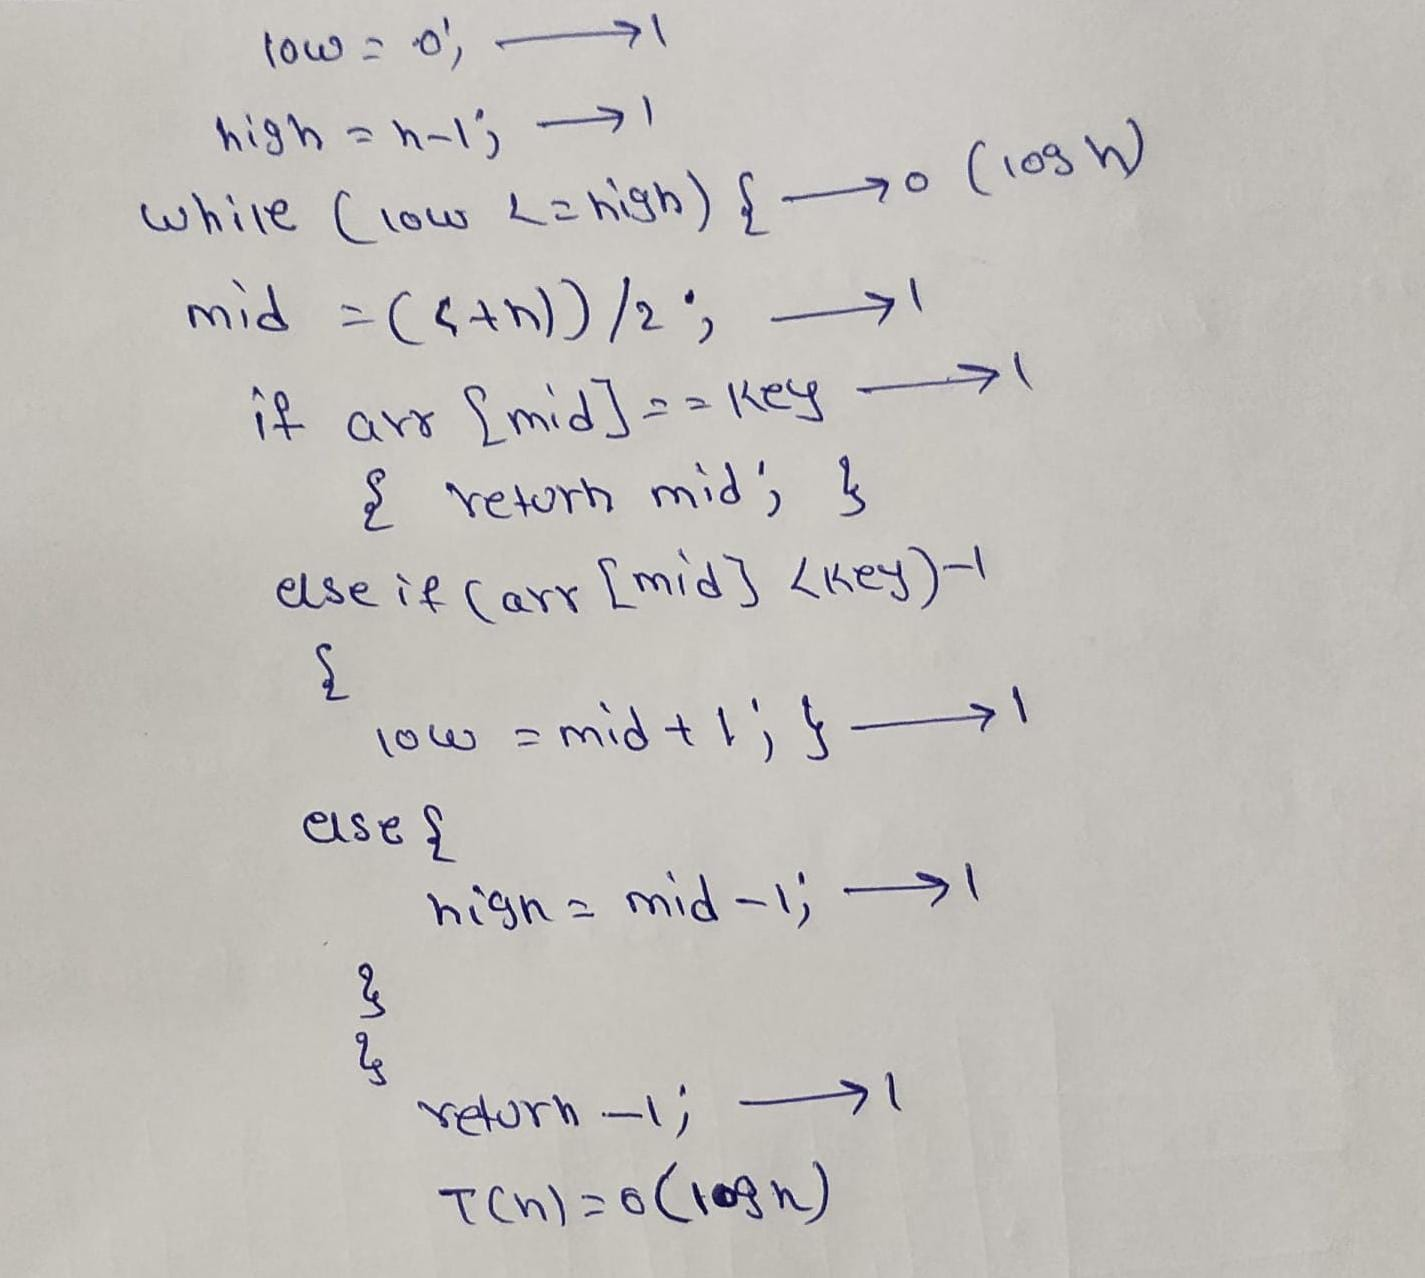 low = 0; → 1
high = n-1; → 1
while (low <= high) { → O (log n)
mid = ( + h)) /2 ; → 1
if arr [mid] == key → 1
{ return mid; }
else if (arr [mid] < key) - 1
{
low = mid + 1; } → 1
else {
high = mid - 1; → 1
}
}
return -1; → 1
T(n) = O(log n)